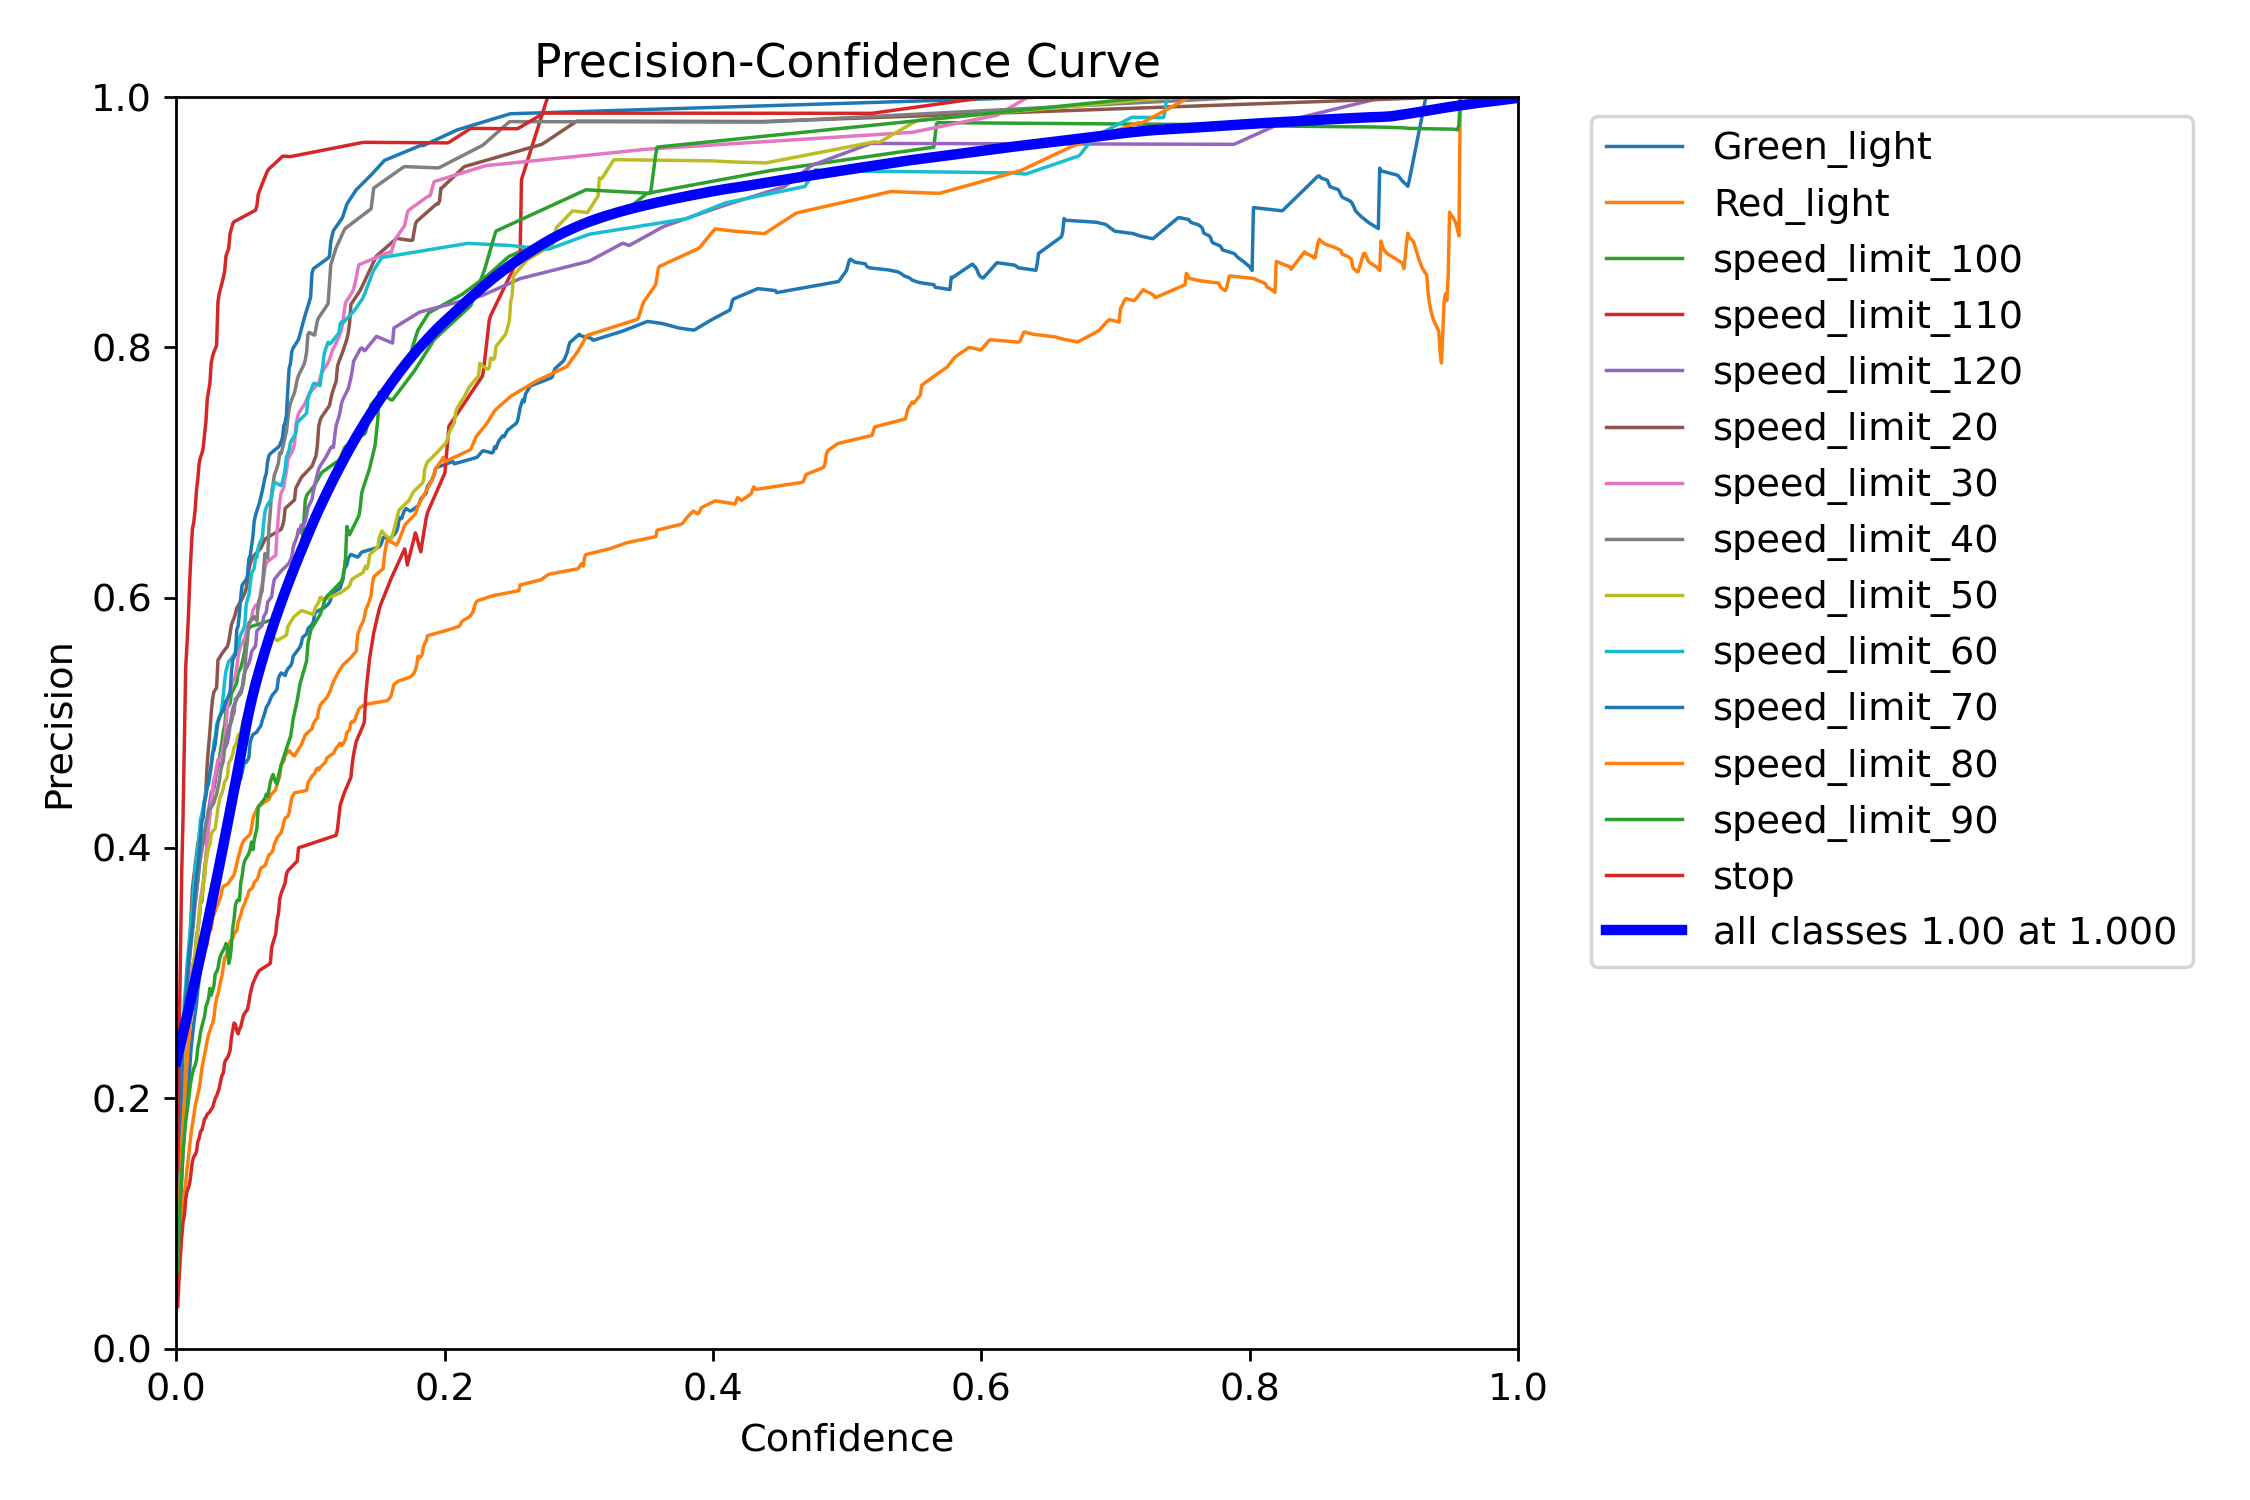 Precision-Confidence Curve
1.0
0.8
0.6
0.4
0.2
0.0
Precision
0.0 0.2 0.4 0.6 0.8 1.0
Confidence
Green_light
Red_light
speed_limit_100
speed_limit_110
speed_limit_120
speed_limit_20
speed_limit_30
speed_limit_40
speed_limit_50
speed_limit_60
speed_limit_70
speed_limit_80
speed_limit_90
stop
all classes 1.00 at 1.000